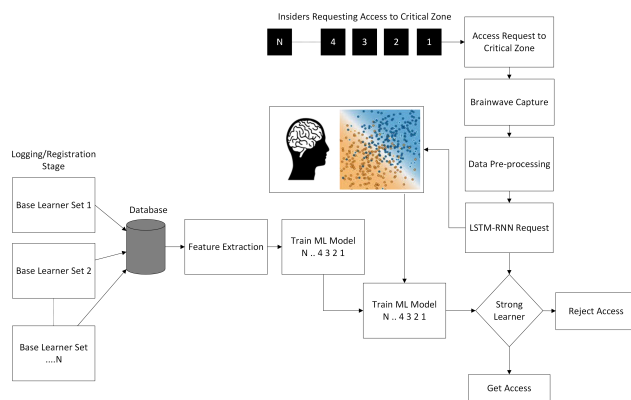 Insiders Requesting Access to Critical Zone
N 4 3 2 1
Access Request to
Critical Zone
Brainwave Capture
Data Pre-processing
LSTM-RNN Request
Logging/Registration
Stage
Base Learner Set 1
Base Learner Set 2
Base Learner Set
....N
Database
Feature Extraction
Train ML Model
N .. 4 3 2 1
Train ML Model
N .. 4 3 2 1
Strong
Learner
Reject Access
Get Access